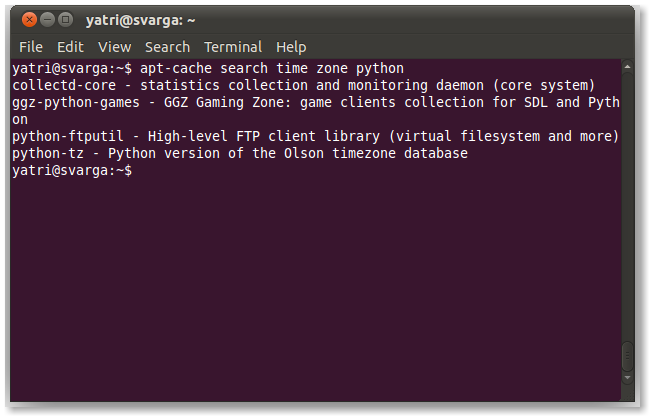 yatri@svarga: ~
File Edit View Search Terminal Help
yatri@svarga:~$ apt-cache search time zone python
collectd-core - statistics collection and monitoring daemon (core system)
ggz-python-games - GGZ Gaming Zone: game clients collection for SDL and Pyth
on
python-ftputil - High-level FTP client library (virtual filesystem and more)
python-tz - Python version of the Olson timezone database
yatri@svarga:~$